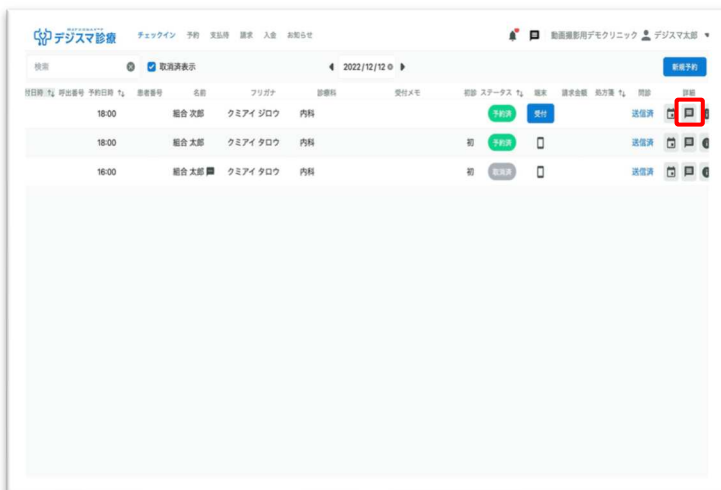 デジスマ診療 チェックイン 予約 支払待 請求 入金 お知らせ 動画撮影用デモクリニック デジスマ太郎
検索 取消済表示 2022/12/12 新規予約
付日時 呼出番号 予約日時 患者番号 名前 フリガナ 診療科 受付メモ 初診 ステータス 端末 請求金額 処方箋 問診 詳細
18:00 組合 次郎 クミアイ ジロウ 内科 予約済 受付 送信済
18:00 組合 太郎 クミアイ タロウ 内科 初 予約済 送信済
16:00 組合 太郎 クミアイ タロウ 内科 初 取消済 送信済